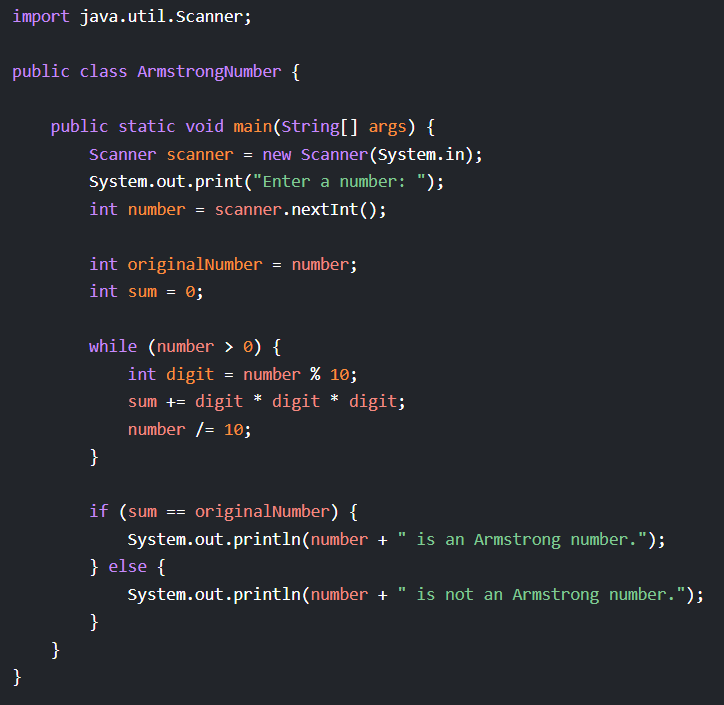 import java.util.Scanner;
public class ArmstrongNumber {
public static void main(String[] args) {
Scanner scanner = new Scanner(System.in);
System.out.print("Enter a number: ");
int number = scanner.nextInt();
int originalNumber = number;
int sum = 0;
while (number > 0) {
int digit = number % 10;
sum += digit * digit * digit;
number /= 10;
}
if (sum == originalNumber) {
System.out.println(number + " is an Armstrong number.");
} else {
System.out.println(number + " is not an Armstrong number.");
}
}
}